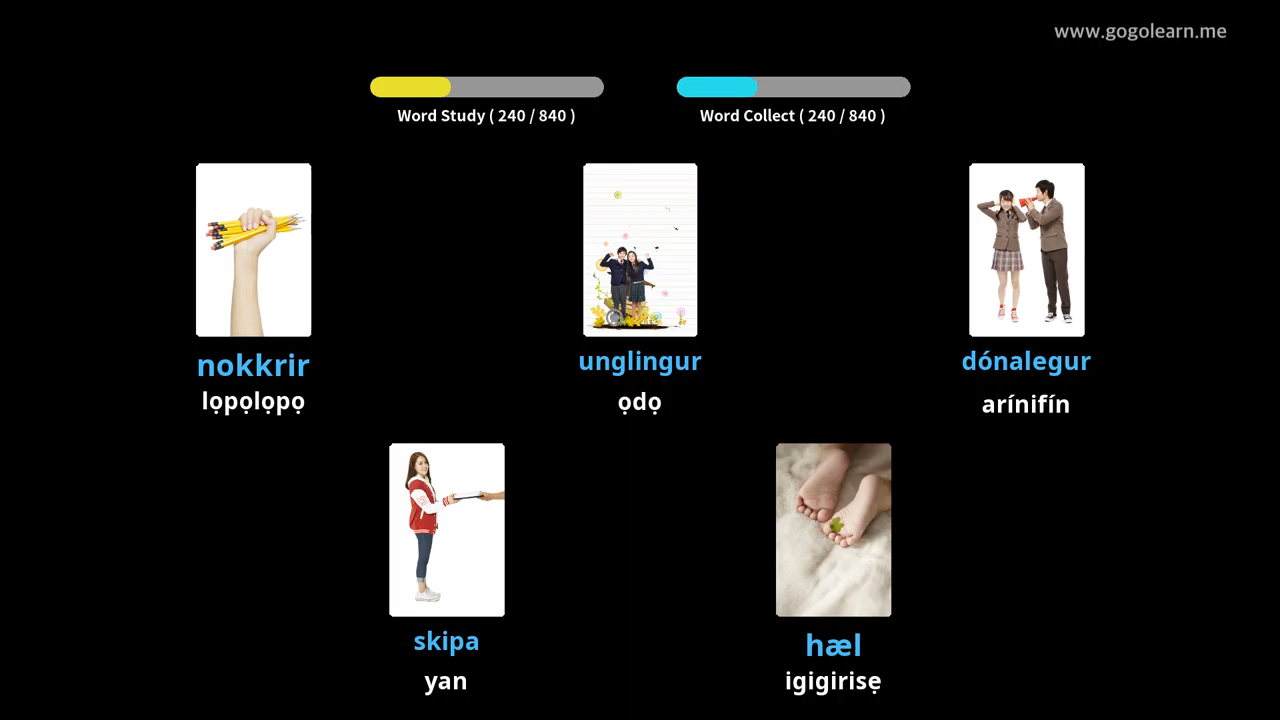 www.gogolearn.me
Word Study ( 240 / 840 )
Word Collect ( 240 / 840 )
nokkrir
lọpọlọpọ
unglingur
ọdọ
dónalegur
arínifín
skipa
yan
hæl
igigirisẹ